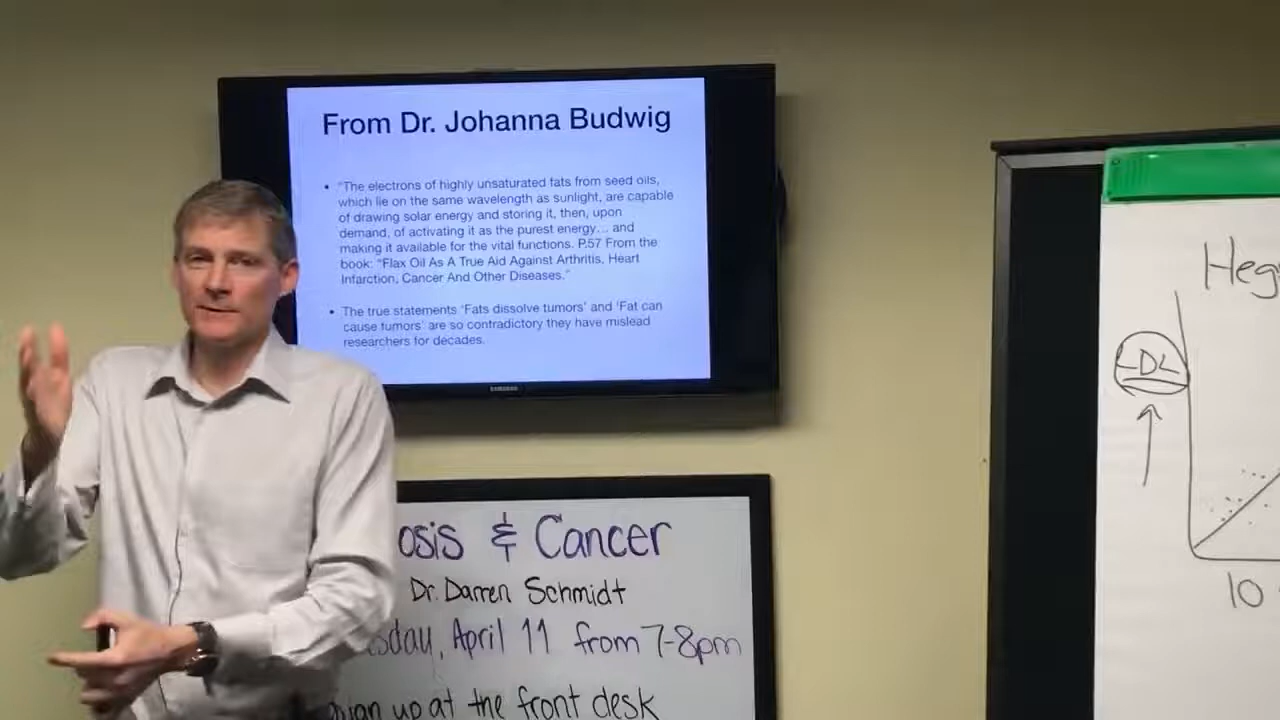 From Dr. Johanna Budwig
• "The electrons of highly unsaturated fats from seed oils,
which lie on the same wavelength as sunlight, are capable
of drawing solar energy and storing it, then, upon
demand, of activating it as the purest energy... and
making it available for the vital functions. P.57 From the
book: "Flax Oil As A True Aid Against Arthritis, Heart
Infarction, Cancer And Other Diseases."
• The true statements 'Fats dissolve tumors' and 'Fat can
cause tumors' are so contradictory they have mislead
researchers for decades.
SAMSUNG
osis & Cancer
Dr. Darren Schmidt
sday, April 11 from 7-8pm
up at the front desk
Heg
LDL
10